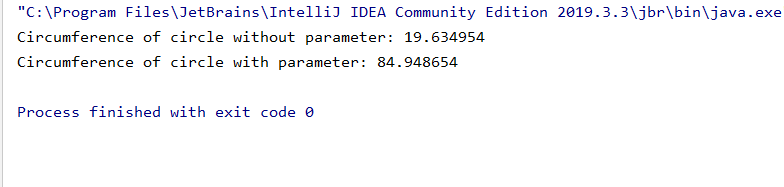 "C:\Program Files\JetBrains\IntelliJ IDEA Community Edition 2019.3.3\jbr\bin\java.exe
Circumference of circle without parameter: 19.634954
Circumference of circle with parameter: 84.948654
Process finished with exit code 0